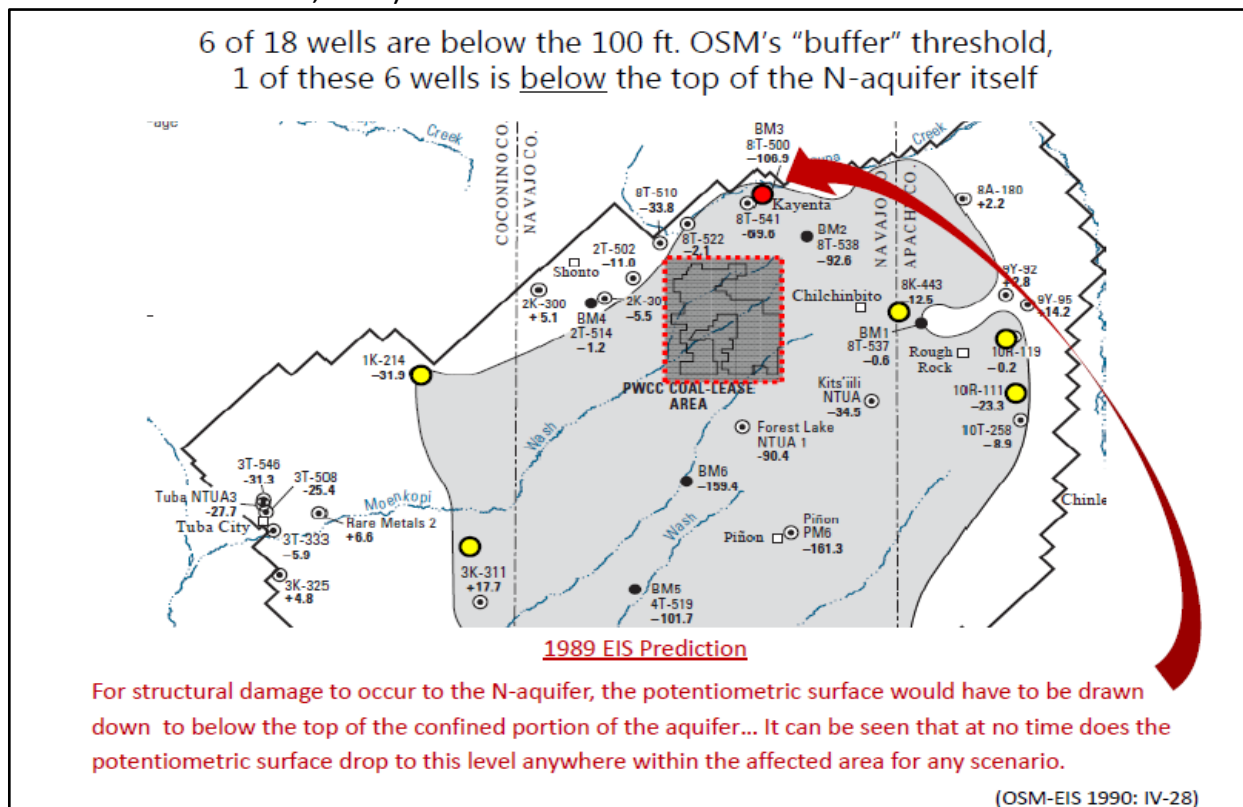 6 of 18 wells are below the 100 ft. OSM's "buffer" threshold,
1 of these 6 wells is below the top of the N-aquifer itself
Creek
COCONINO CO.
NAVAJO CO.
BM3
8T-500
−106.9
Creek
NAVAJO CO.
APACHE CO.
8T-510
−33.8
Kayenta
8T-541
-69.6
8A-180
+2.2
8T-522
−2.1
BM2
8T-538
−92.6
2T-502
−11.0
Shonto
2K-300
+ 5.1
BM4
2T-514
−1.2
−5.5
8K-443
−12.5
Chilchinbito
9Y-92
9Y-95
+14.2
BM1
8T-537
−0.6
Rough
Rock
10R-119
−0.2
1K-214
−31.9
PWCC COAL-LEASE
AREA
Kits'iili
NTUA
−34.5
10R-111
−23.3
10T-258
−8.9
Forest Lake
NTUA 1
-90.4
Wash
BM6
−159.4
3T-546
−31.3
3T-508
−25.4
Tuba NTUA3
-27.7
Tuba City
Moenkopi
Rare Metals 2
+6.6
3T-333
−5.9
3K-325
+4.8
Wash
Piñon
Piñon
PM6
−161.3
Chinle
3K-311
+17.7
BM5
4T-519
−101.7
1989 EIS Prediction
For structural damage to occur to the N-aquifer, the potentiometric surface would have to be drawn
down to below the top of the confined portion of the aquifer... It can be seen that at no time does the
potentiometric surface drop to this level anywhere within the affected area for any scenario.
(OSM-EIS 1990: IV-28)